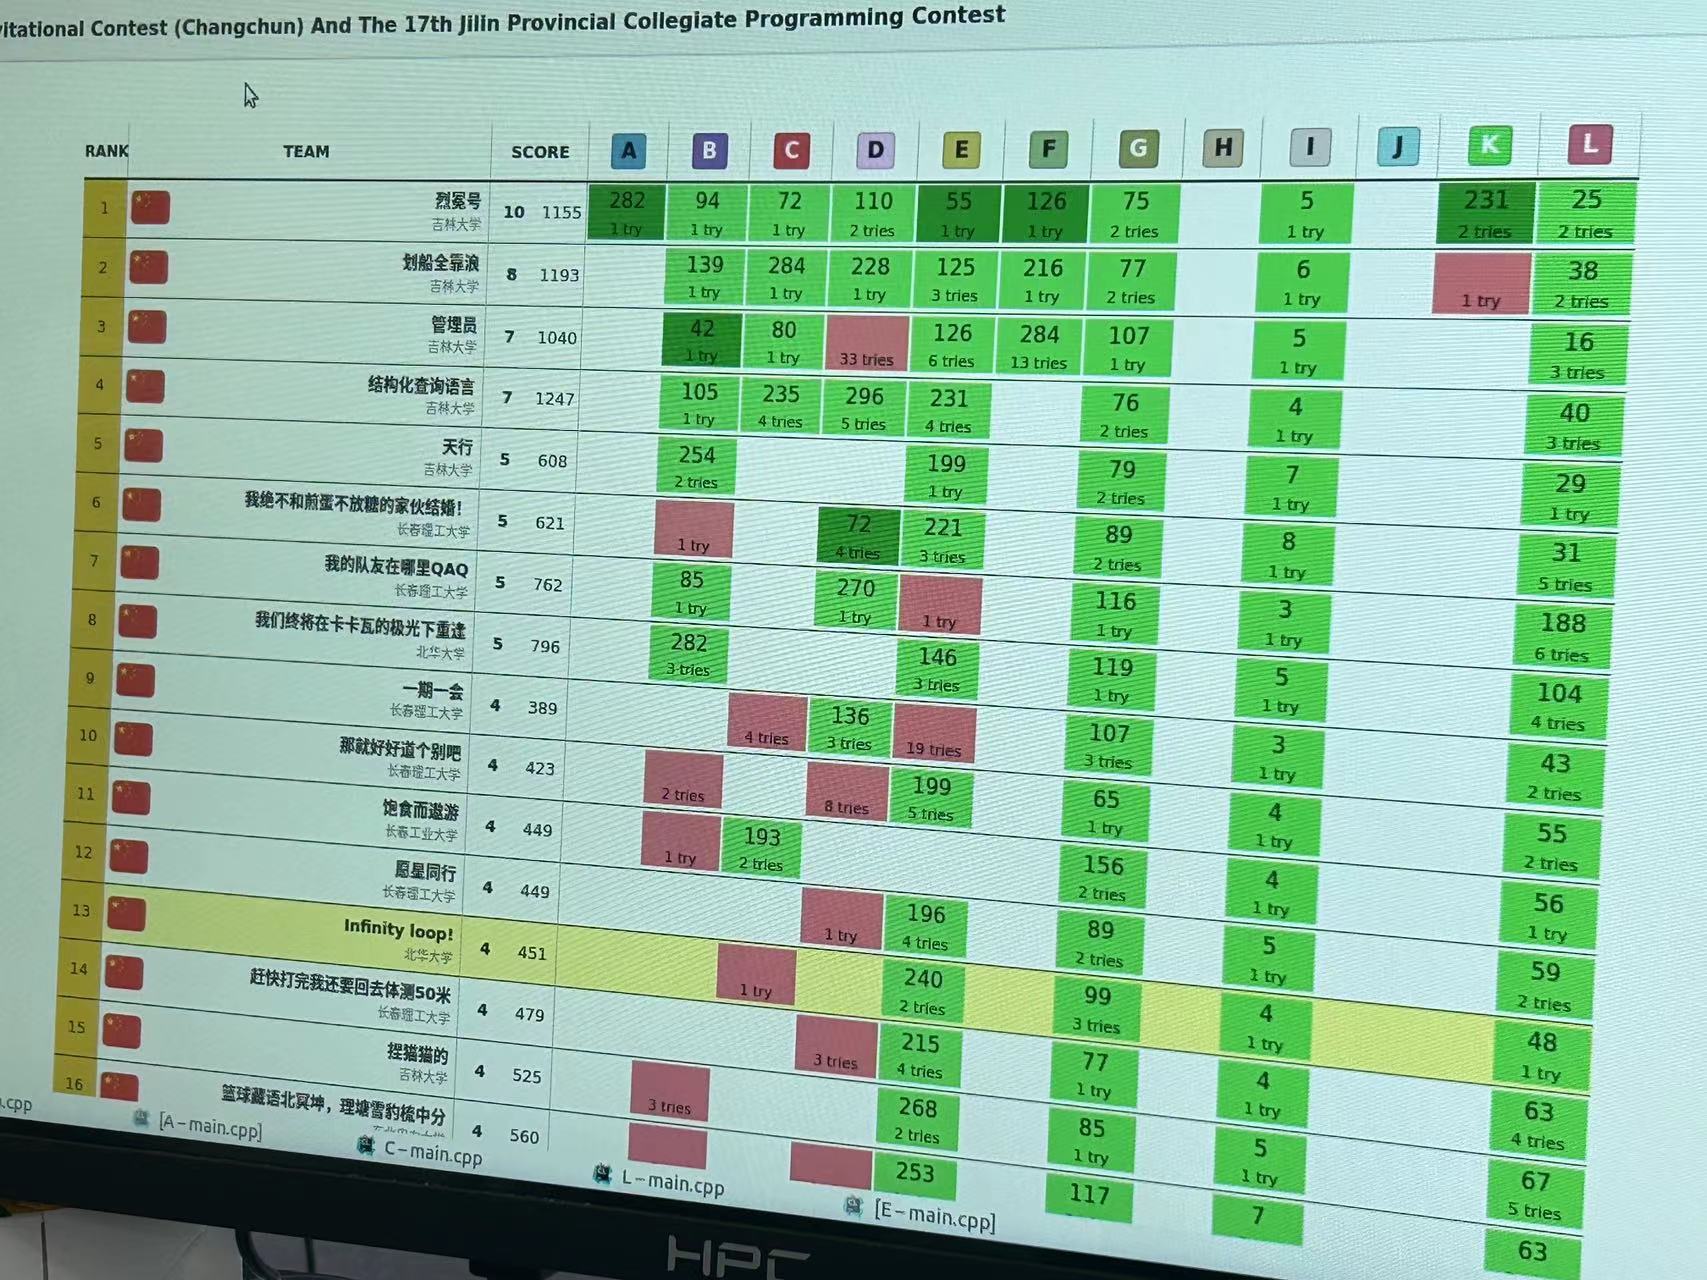 vitational Contest (Changchun) And The 17th Jilin Provincial Collegiate Programming Contest
RANK TEAM SCORE A B C D E F G H I J K L
1 烈冤号 10 1155 282 94 72 110 55 126 75 5 231 25
吉林大学 1 try 1 try 1 try 2 tries 1 try 1 try 2 tries 1 try 2 tries 2 tries
2 划船全靠浪 8 1193 139 284 228 125 216 77 6 38
吉林大学 1 try 1 try 1 try 3 tries 1 try 2 tries 1 try 1 try 2 tries
3 管埋员 7 1040 42 80 126 284 107 5 16
吉林大学 1 try 1 try 33 tries 6 tries 13 tries 1 try 1 try 3 tries
4 结构化查询语言 7 1247 105 235 296 231 76 4 40
吉林大学 1 try 4 tries 5 tries 4 tries 2 tries 1 try 3 tries
5 天行 5 608 254 199 79 7 29
吉林大学 2 tries 1 try 2 tries 1 try 1 try
6 我绝不和煎蛋不放糖的家伙结婚! 5 621 72 221 89 8 31
长春理工大学 1 try 4 tries 3 tries 2 tries 1 try 5 tries
7 我的队友在哪里QAQ 5 762 85 270 116 3 188
长春理工大学 1 try 1 try 1 try 1 try 1 try 6 tries
8 我们终将在卡卡瓦的极光下重逢 5 796 282 146 119 5 104
北华大学 3 tries 3 tries 1 try 1 try 4 tries
9 一期一会 4 389 136 107 3 43
长春理工大学 4 tries 3 tries 19 tries 3 tries 1 try 2 tries
10 那就好好道个别吧 4 423 199 65 4 55
长春理工大学 2 tries 8 tries 5 tries 1 try 1 try 2 tries
11 饱食而遨游 4 449 193 156 4 56
长春工业大学 1 try 2 tries 2 tries 1 try 1 try
12 愿星同行 4 449 196 89 5 59
长春理工大学 1 try 4 tries 2 tries 1 try 2 tries
13 Infinity loop! 4 451 240 99 4 48
北华大学 1 try 2 tries 3 tries 1 try 1 try
14 赶快打完我还要回去体测50米 4 479 215 77 4 63
长春理工大学 3 tries 4 tries 1 try 1 try 4 tries
15 捏猫猫的 4 525 268 85 5 67
吉林大学 3 tries 2 tries 1 try 1 try 5 tries
16 篮球藏语北冥坤，理塘雪豹梳中分 4 560 253 117 7 63
.cpp [A-main.cpp] C-main.cpp L-main.cpp [E-main.cpp]
HPC